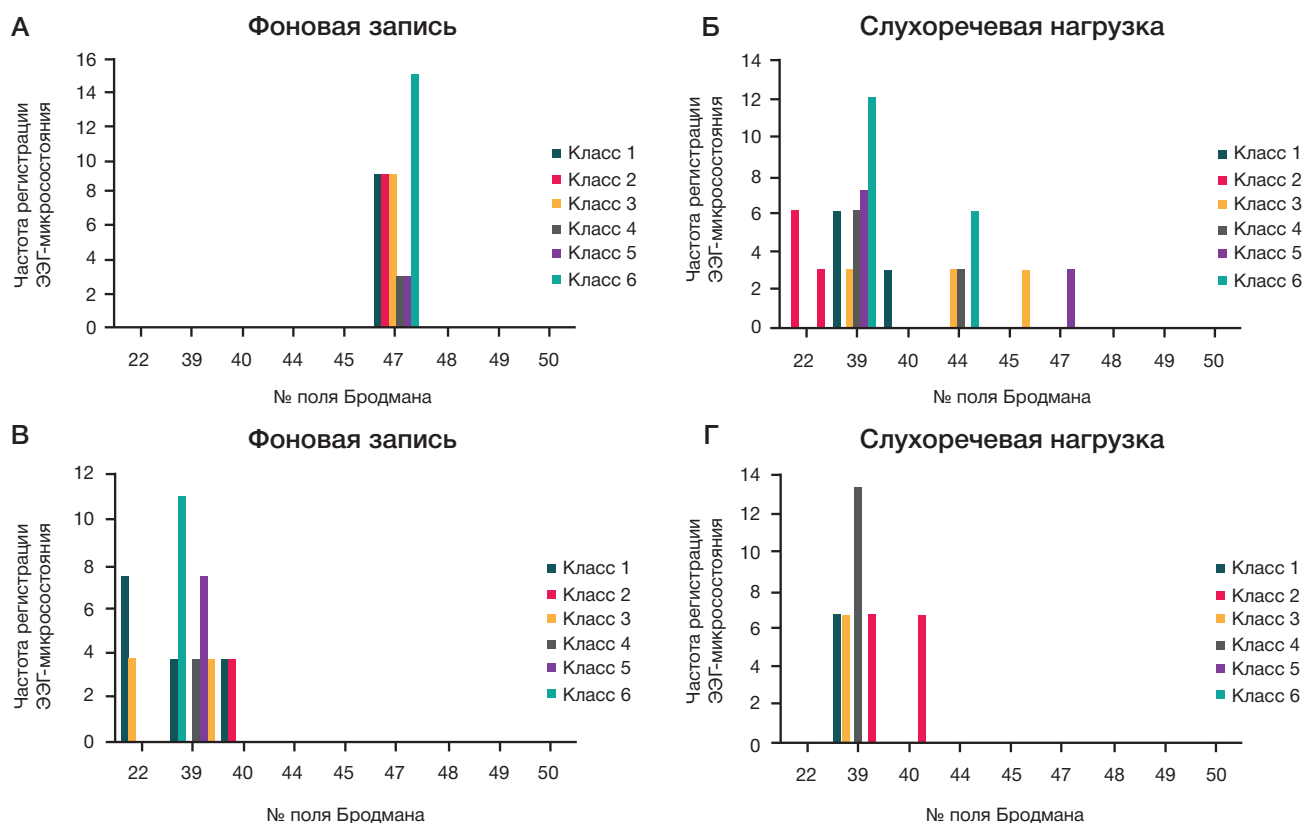 А
Фоновая запись
Частота регистрации
ЭЭГ-микросостояния
16
14
12
10
8
6
4
2
0
22 39 40 44 45 47 48 49 50
№ поля Бродмана
Класс 1
Класс 2
Класс 3
Класс 4
Класс 5
Класс 6
Б
Слухоречевая нагрузка
Частота регистрации
ЭЭГ-микросостояния
14
12
10
8
6
4
2
0
22 39 40 44 45 47 48 49 50
№ поля Бродмана
Класс 1
Класс 2
Класс 3
Класс 4
Класс 5
Класс 6
В
Фоновая запись
Частота регистрации
ЭЭГ-микросостояния
12
10
8
6
4
2
0
22 39 40 44 45 47 48 49 50
№ поля Бродмана
Класс 1
Класс 2
Класс 3
Класс 4
Класс 5
Класс 6
Г
Слухоречевая нагрузка
Частота регистрации
ЭЭГ-микросостояния
14
12
10
8
6
4
2
0
22 39 40 44 45 47 48 49 50
№ поля Бродмана
Класс 1
Класс 2
Класс 3
Класс 4
Класс 5
Класс 6